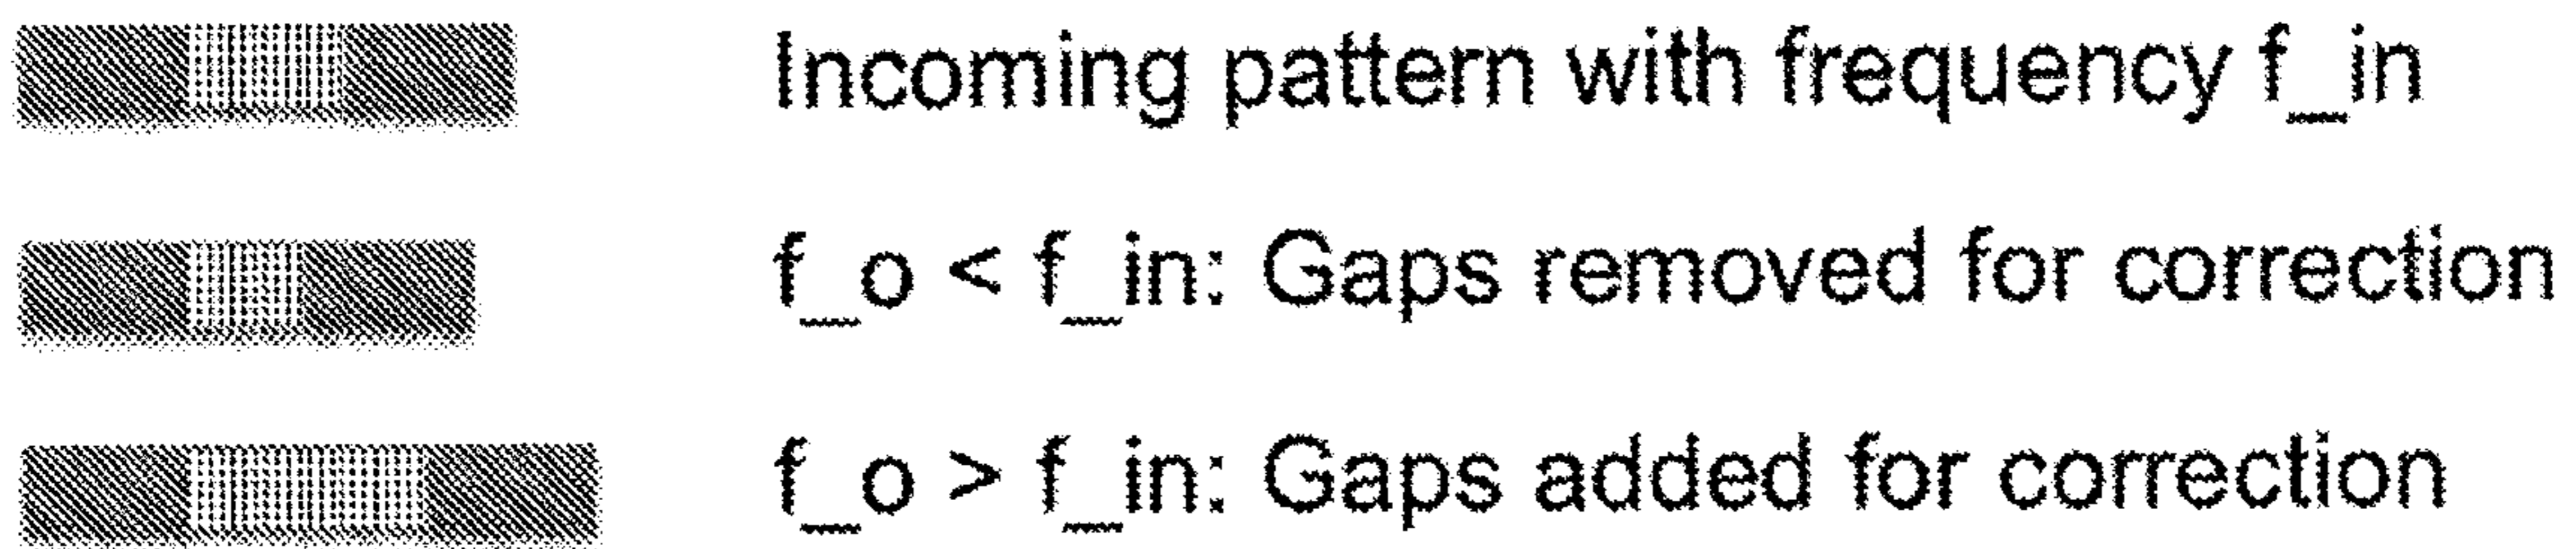 Incoming pattern with frequency f_in
f_o < f_in: Gaps removed for correction
f_o > f_in: Gaps added for correction